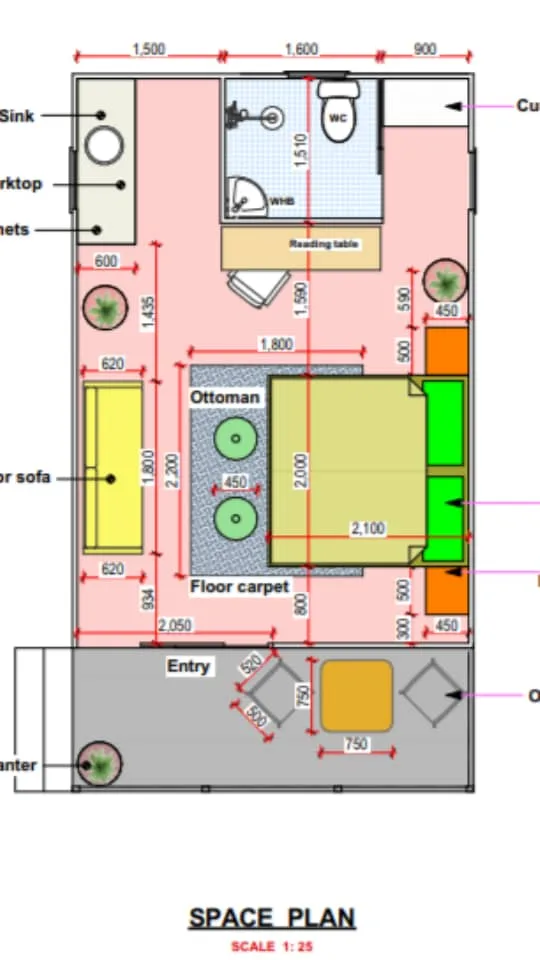 1,500
1,600
900
Sink
WC
Cu
1,510
rktop
WHB
nets
Reading table
600
590
1,435
1,590
450
1,800
500
620
Ottoman
or sofa
1,800
2,200
450
2,000
2,100
620
Floor carpet
934
800
500
2,050
300
450
Entry
520
500
750
O
750
anter
SPACE PLAN
SCALE 1: 25